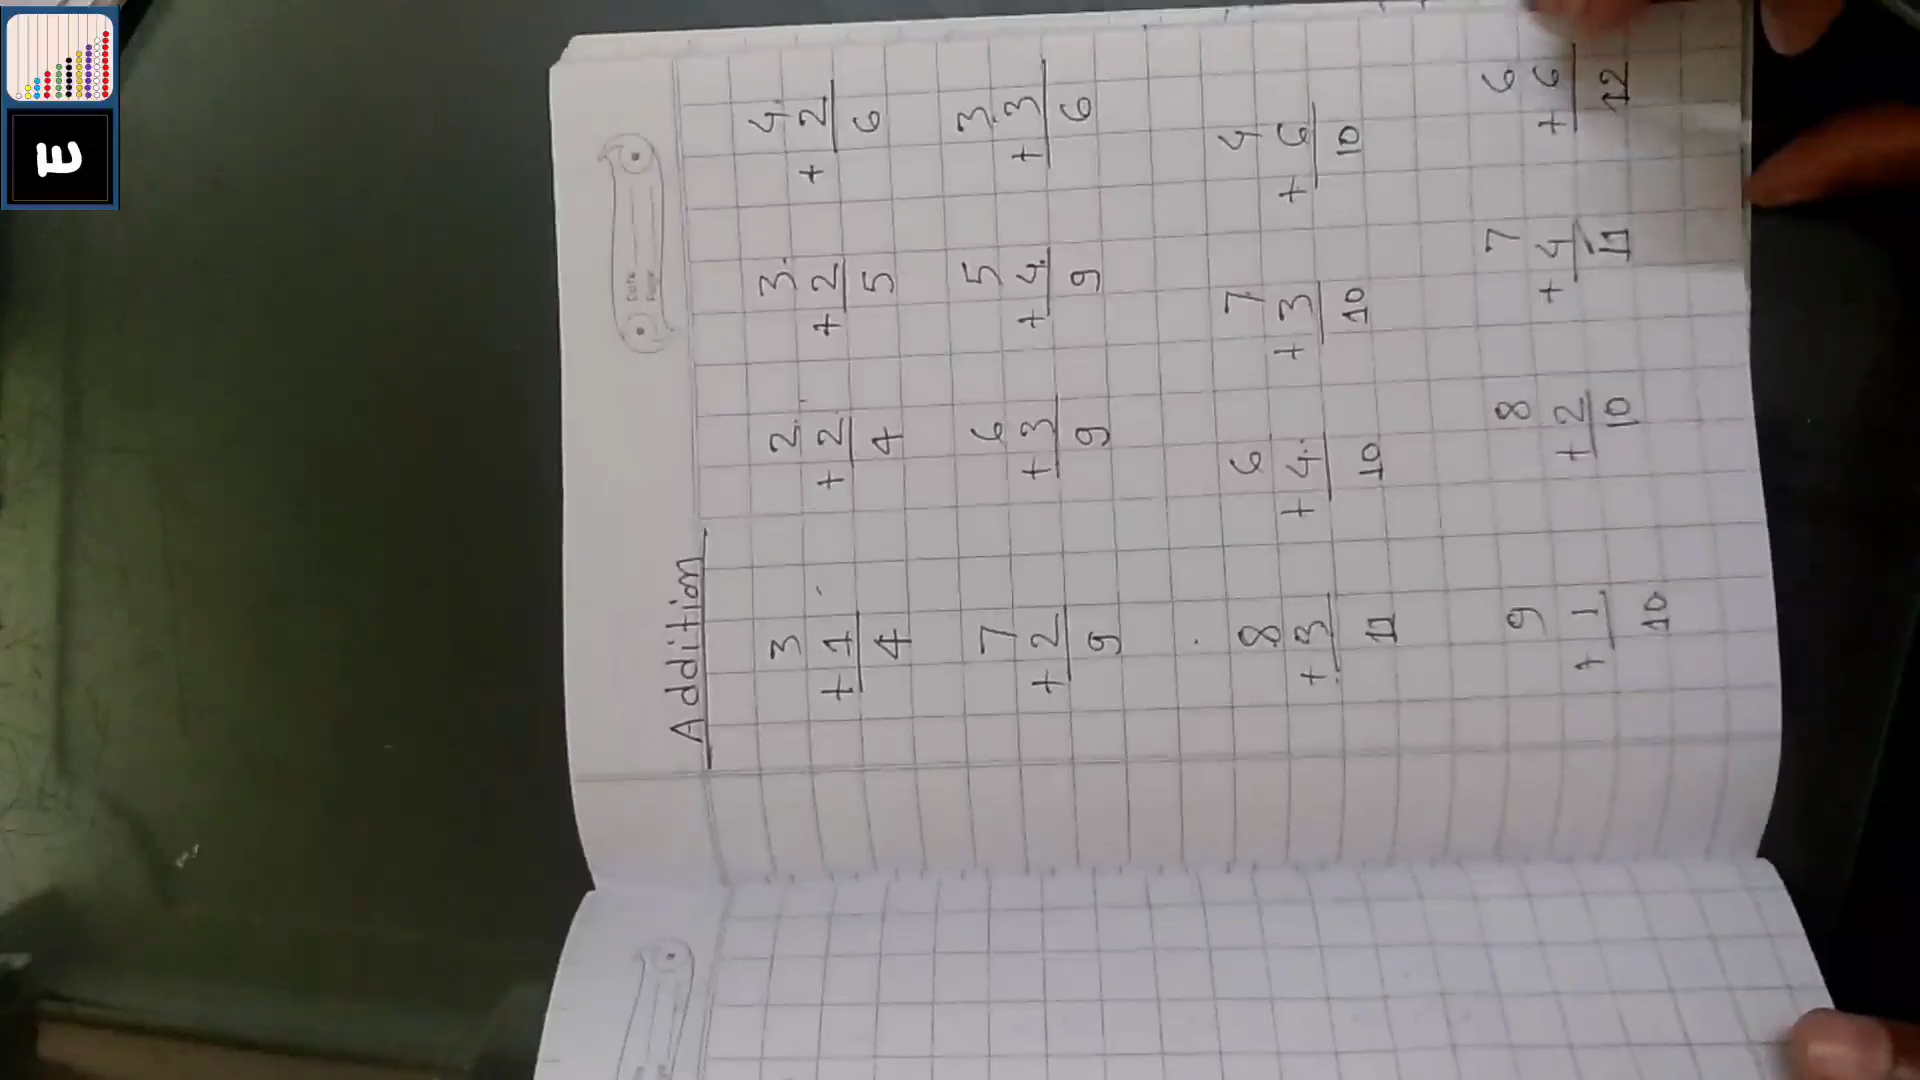 Addition
3 2 3 4
+1 +2 +2 +2
4 4 5 6
7 6 5 3
+2 +3 +4 +3
9 9 9 6
8 6 7 4
+3 +4 +3 +6
11 10 10 10
9 8 7 6
+1 +2 +4 +6
10 10 11 12
Date
Page
E